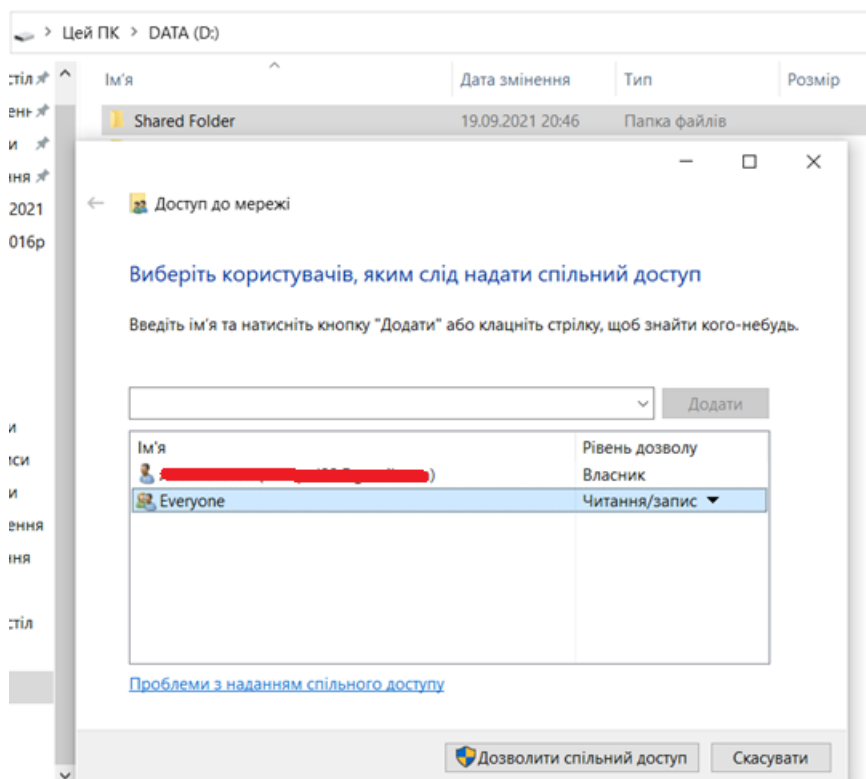 Цей ПК > DATA (D:)
Ім'я Дата змінення Тип Розмір
Shared Folder 19.09.2021 20:46 Папка файлів
2021
016р
Доступ до мережі
Виберіть користувачів, яким слід надати спільний доступ
Введіть ім'я та натисніть кнопку "Додати" або клацніть стрілку, щоб знайти кого-небудь.
Додати
Ім'я Рівень дозволу
Власник
Everyone Читання/запис
Проблеми з наданням спільного доступу
Дозволити спільний доступ Скасувати